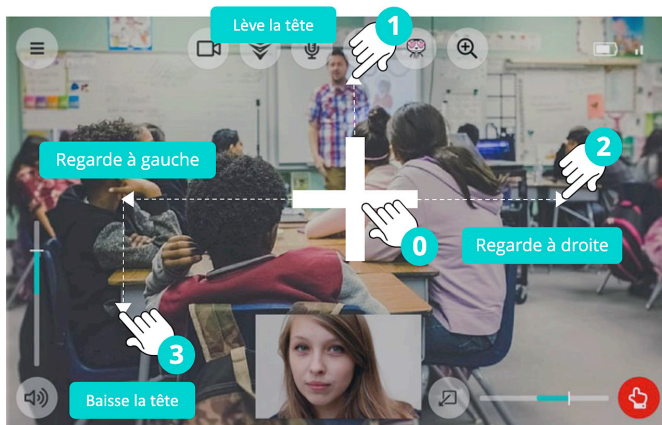 Lève la tête
1
2
Regarde à gauche
0
Regarde à droite
3
Baisse la tête